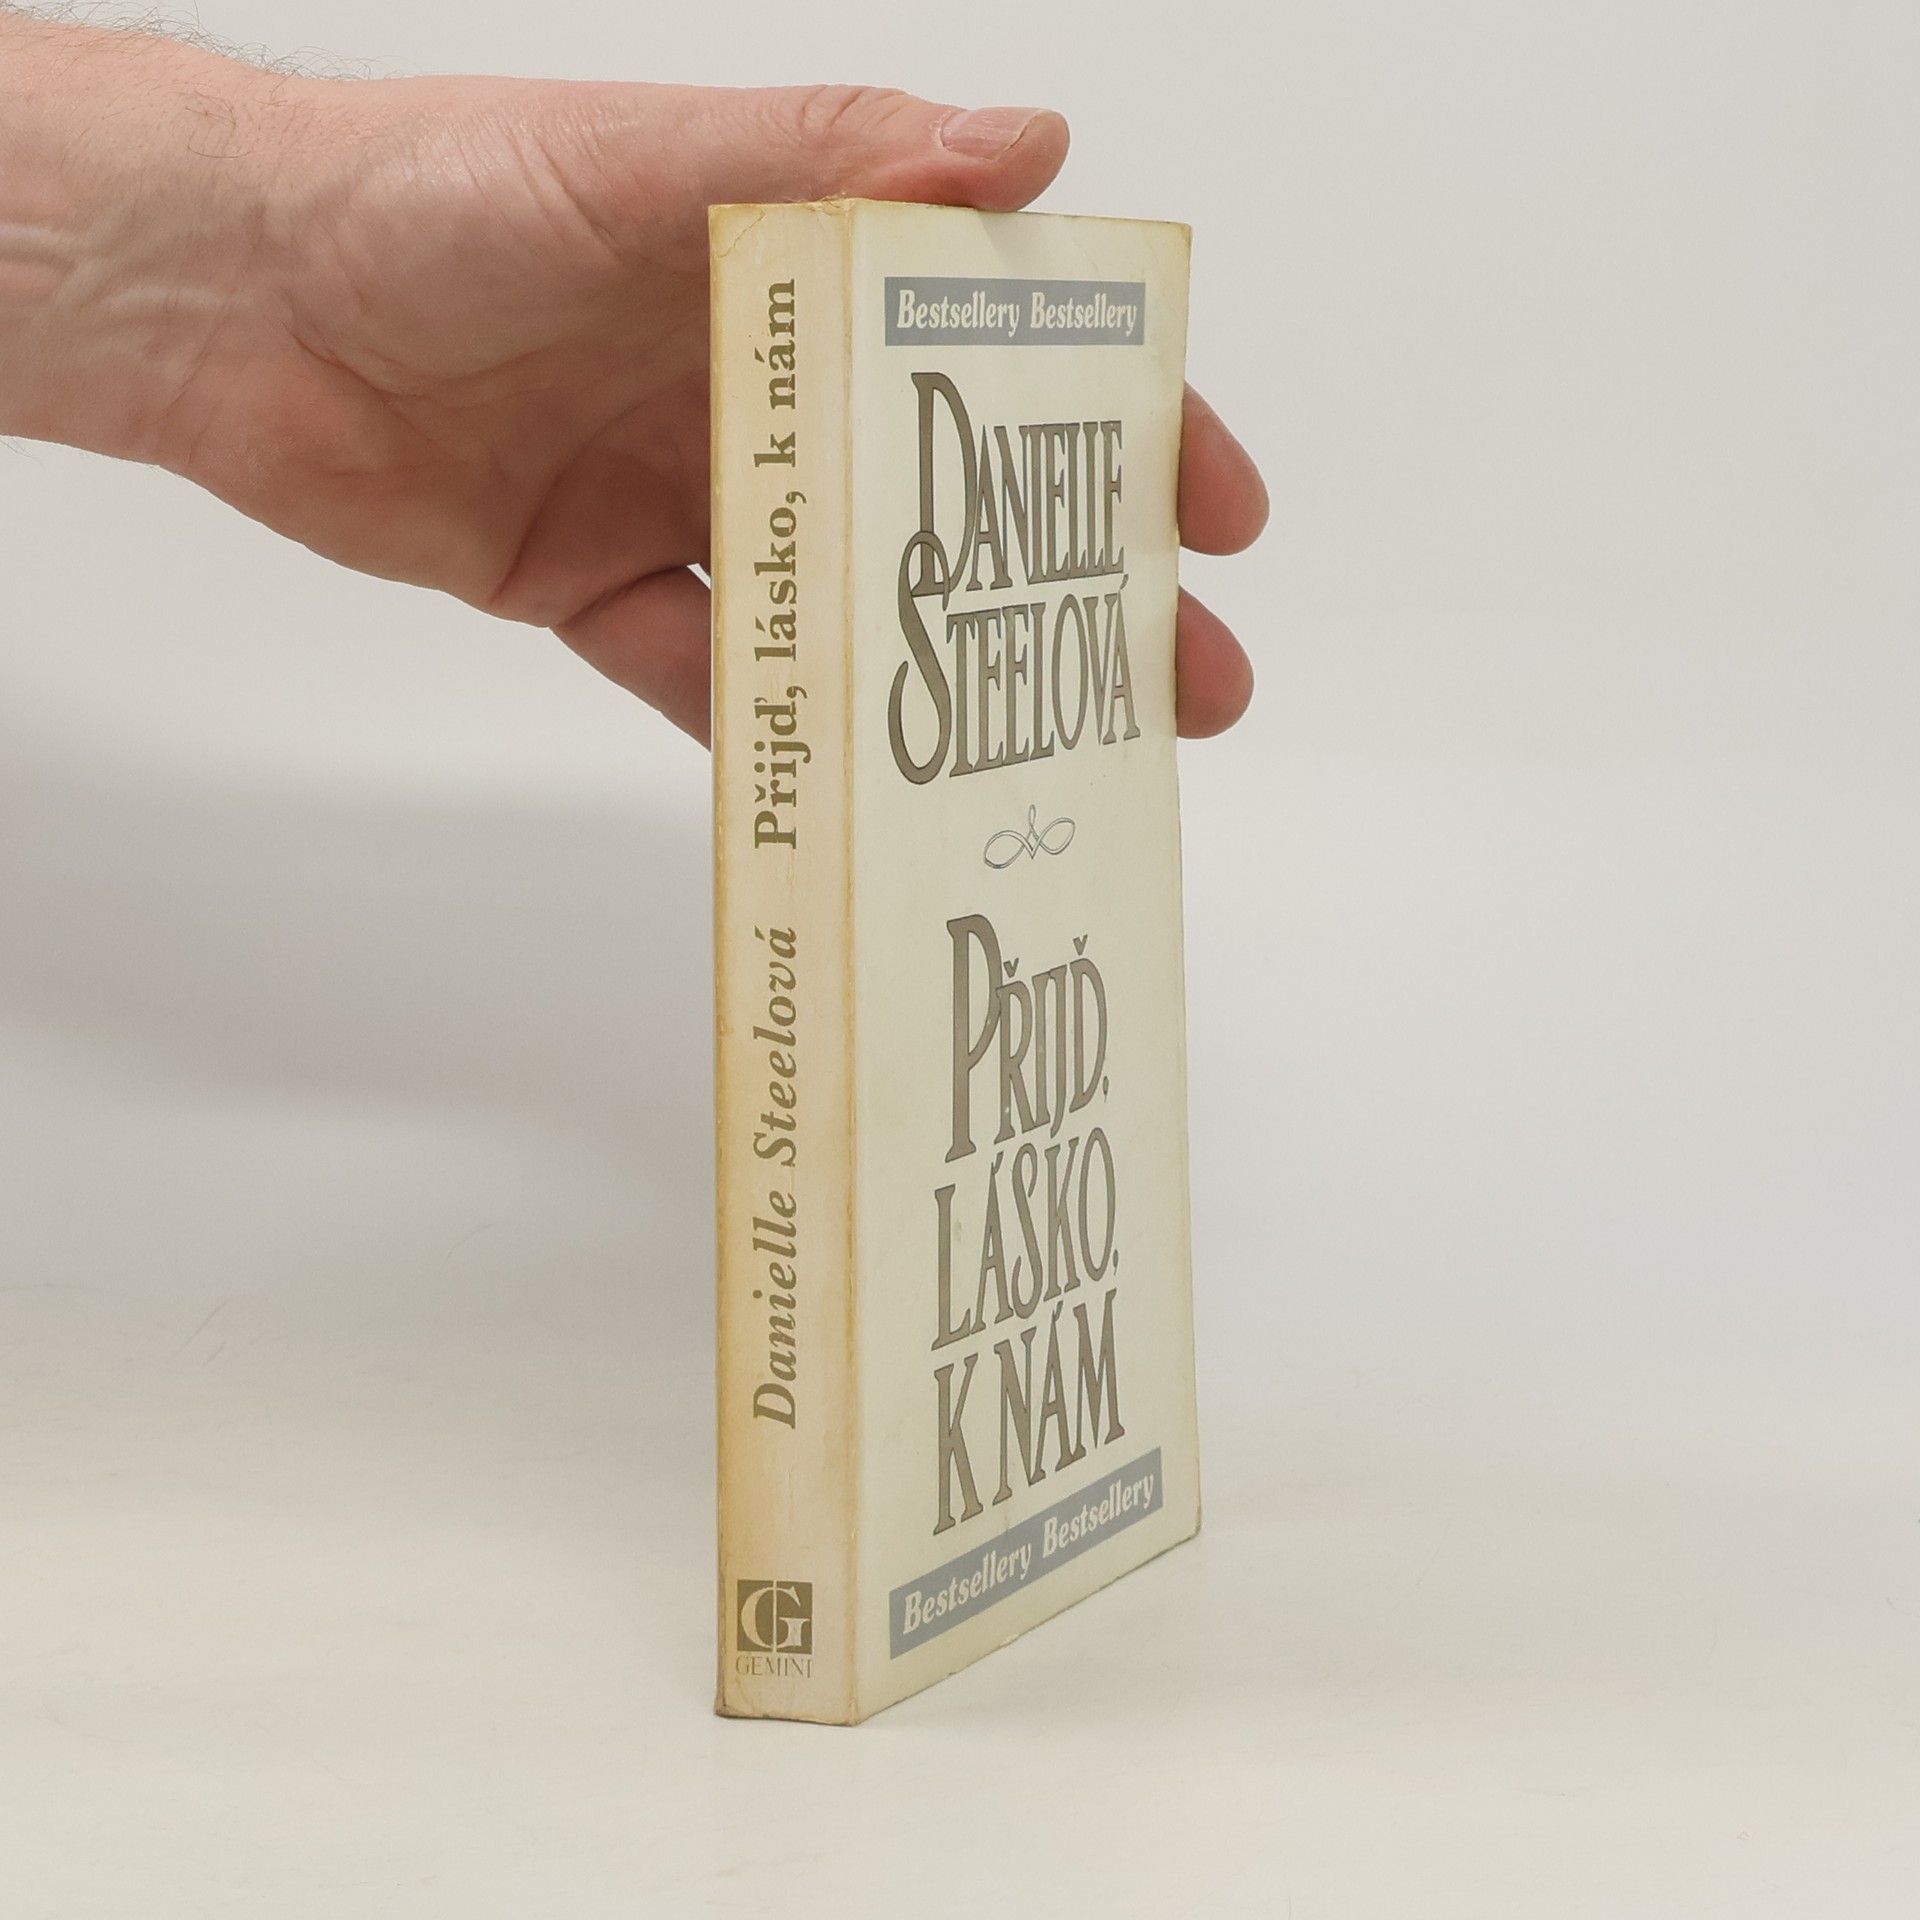 Danielle Steelová Přijď, lásko, k nám
G
GEMINI
Bestsellery Bestsellery
DANIELLE
STEELOVÁ
PŘIJĎ,
LÁSKO,
K NÁM
Bestsellery Bestsellery